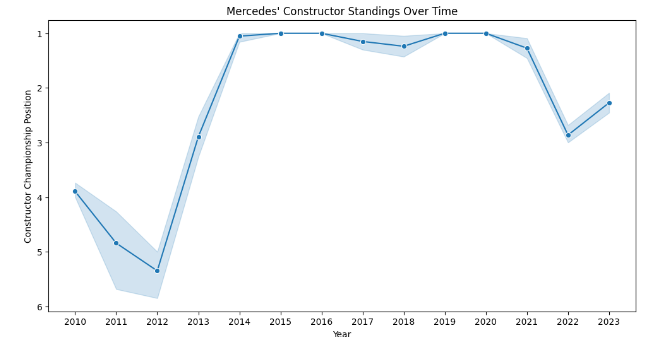 Mercedes' Constructor Standings Over Time
Constructor Championship Position
1
2
3
4
5
6
2010 2011 2012 2013 2014 2015 2016 2017 2018 2019 2020 2021 2022 2023
Year